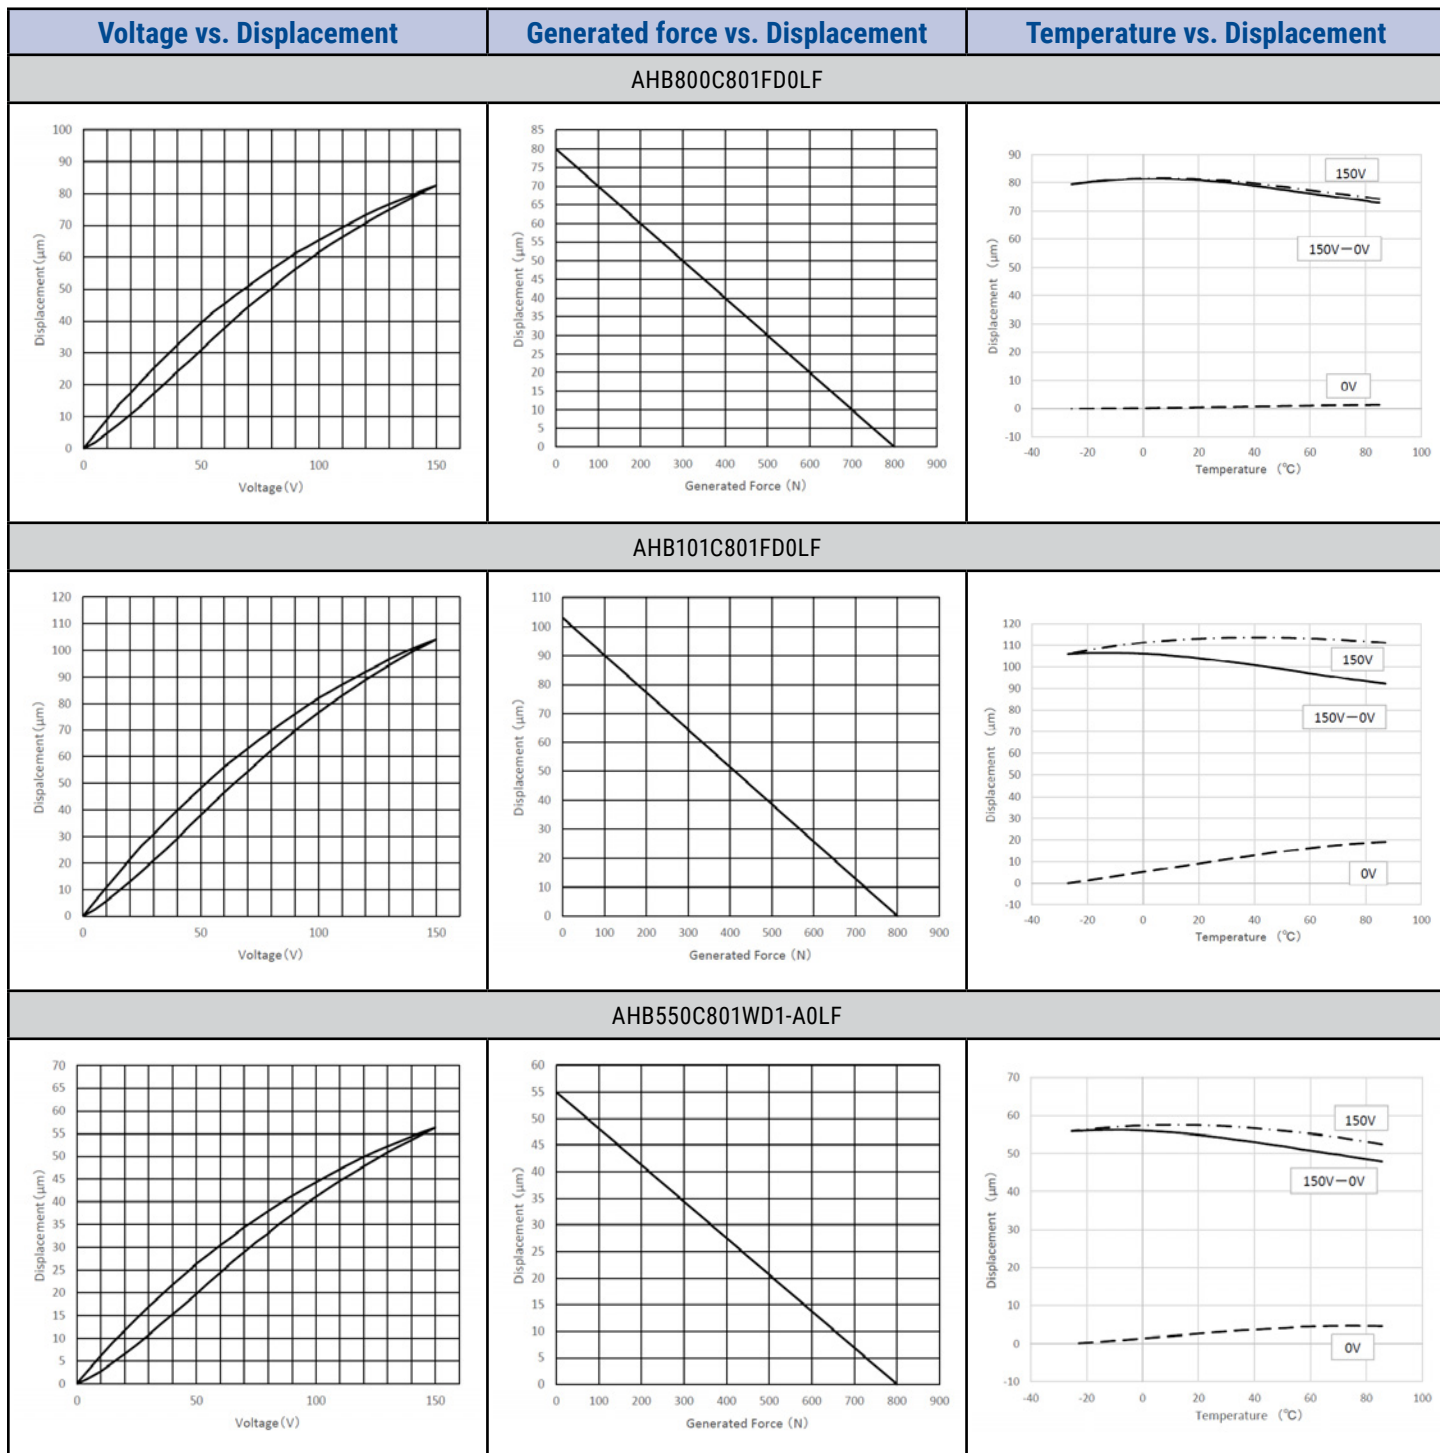 Voltage vs. Displacement
Generated force vs. Displacement
Temperature vs. Displacement
AHB800C801FD0LF
100
90
80
70
60
50
40
30
20
10
0
Displacement(μm)
0 50 100 150
Voltage(V)
85
80
75
70
65
60
55
50
45
40
35
30
25
20
15
10
5
0
Displacement (μm)
0 100 200 300 400 500 600 700 800 900
Generated Force (N)
90
80
70
60
50
40
30
20
10
0
-10
Displacement (μm)
150V
150V-0V
0V
-40 -20 0 20 40 60 80 100
Temperature (℃)
AHB101C801FD0LF
120
110
100
90
80
70
60
50
40
30
20
10
0
Dispalcement(μm)
0 50 100 150
Voltage(V)
110
100
90
80
70
60
50
40
30
20
10
0
Displacement (μm)
0 100 200 300 400 500 600 700 800 900
Generated Force (N)
120
110
100
90
80
70
60
50
40
30
20
10
0
-10
Displacement (μm)
150V
150V-0V
0V
-40 -20 0 20 40 60 80 100
Temperature (℃)
AHB550C801WD1-A0LF
70
65
60
55
50
45
40
35
30
25
20
15
10
5
0
Displacement(μm)
0 50 100 150
Voltage(V)
60
55
50
45
40
35
30
25
20
15
10
5
0
Displacement (μm)
0 100 200 300 400 500 600 700 800 900
Generated Force (N)
70
60
50
40
30
20
10
0
-10
Displacement (μm)
150V
150V-0V
0V
-40 -20 0 20 40 60 80 100
Temperature (℃)